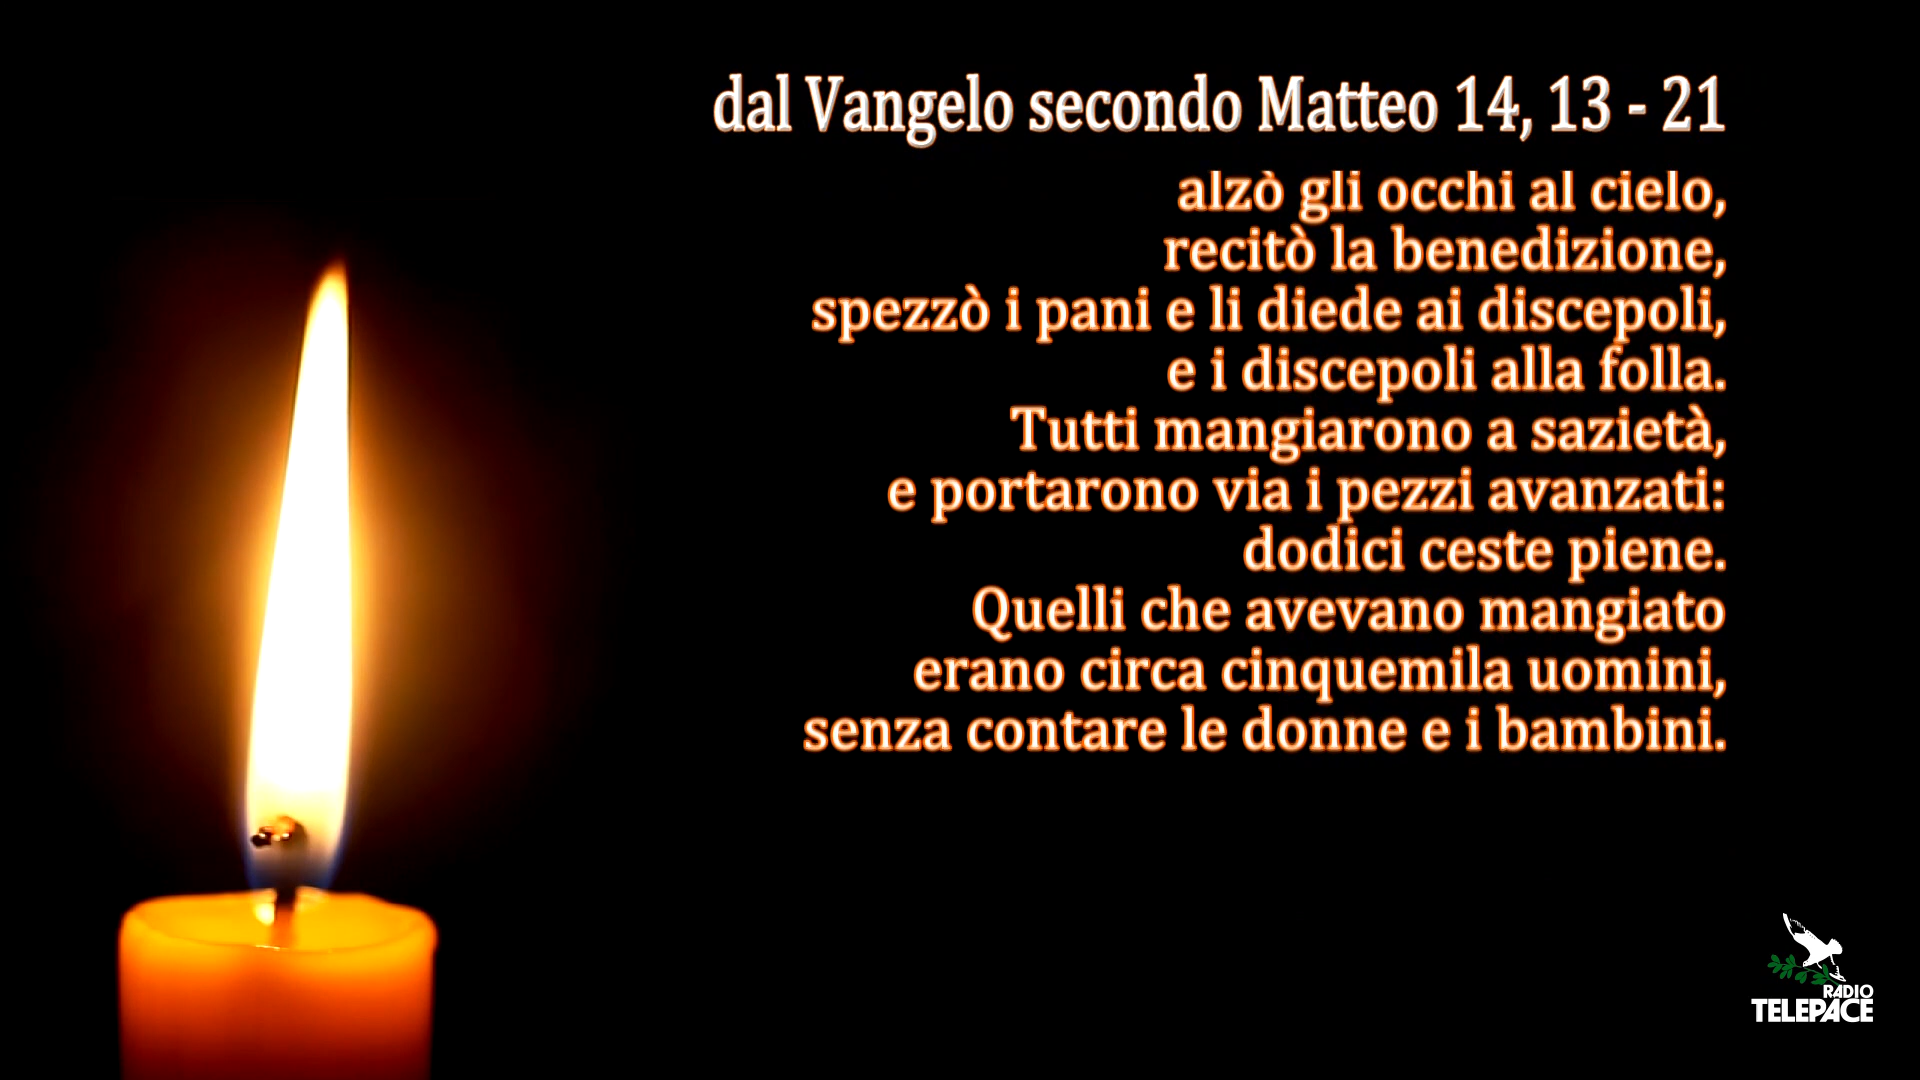 dal Vangelo secondo Matteo 14, 13 - 21
alzò gli occhi al cielo,
recitò la benedizione,
spezzò i pani e li diede ai discepoli,
e i discepoli alla folla.
Tutti mangiarono a sazietà,
e portarono via i pezzi avanzati:
dodici ceste piene.
Quelli che avevano mangiato
erano circa cinquemila uomini,
senza contare le donne e i bambini.
RADIO
TELEPACE